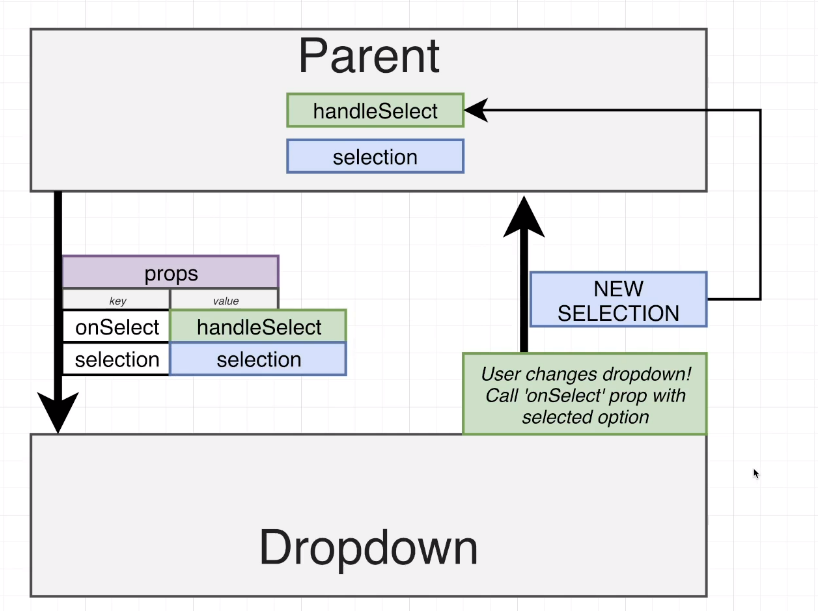 Parent
handleSelect
selection
props
key value
onSelect handleSelect
selection selection
NEW
SELECTION
User changes dropdown!
Call 'onSelect' prop with
selected option
Dropdown